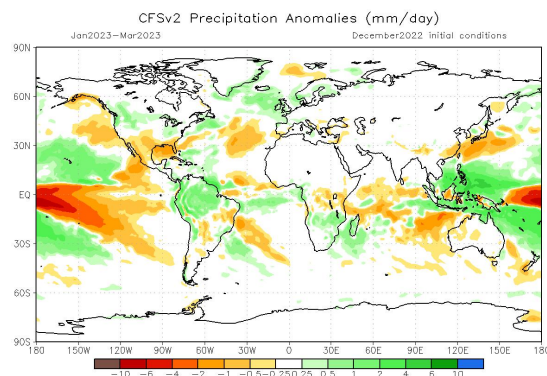 CFSv2 Precipitation Anomalies (mm/day)
Jan2023-Mar2023 December2022 initial conditions
90N
60N
30N
EQ
30S
60S
90S
180 150W 120W 90W 60W 30W 0 30E 60E 90E 120E 150E 180
-10 -6 -4 -2 -1 -0.5-0.250.25 0.5 1 2 4 6 10